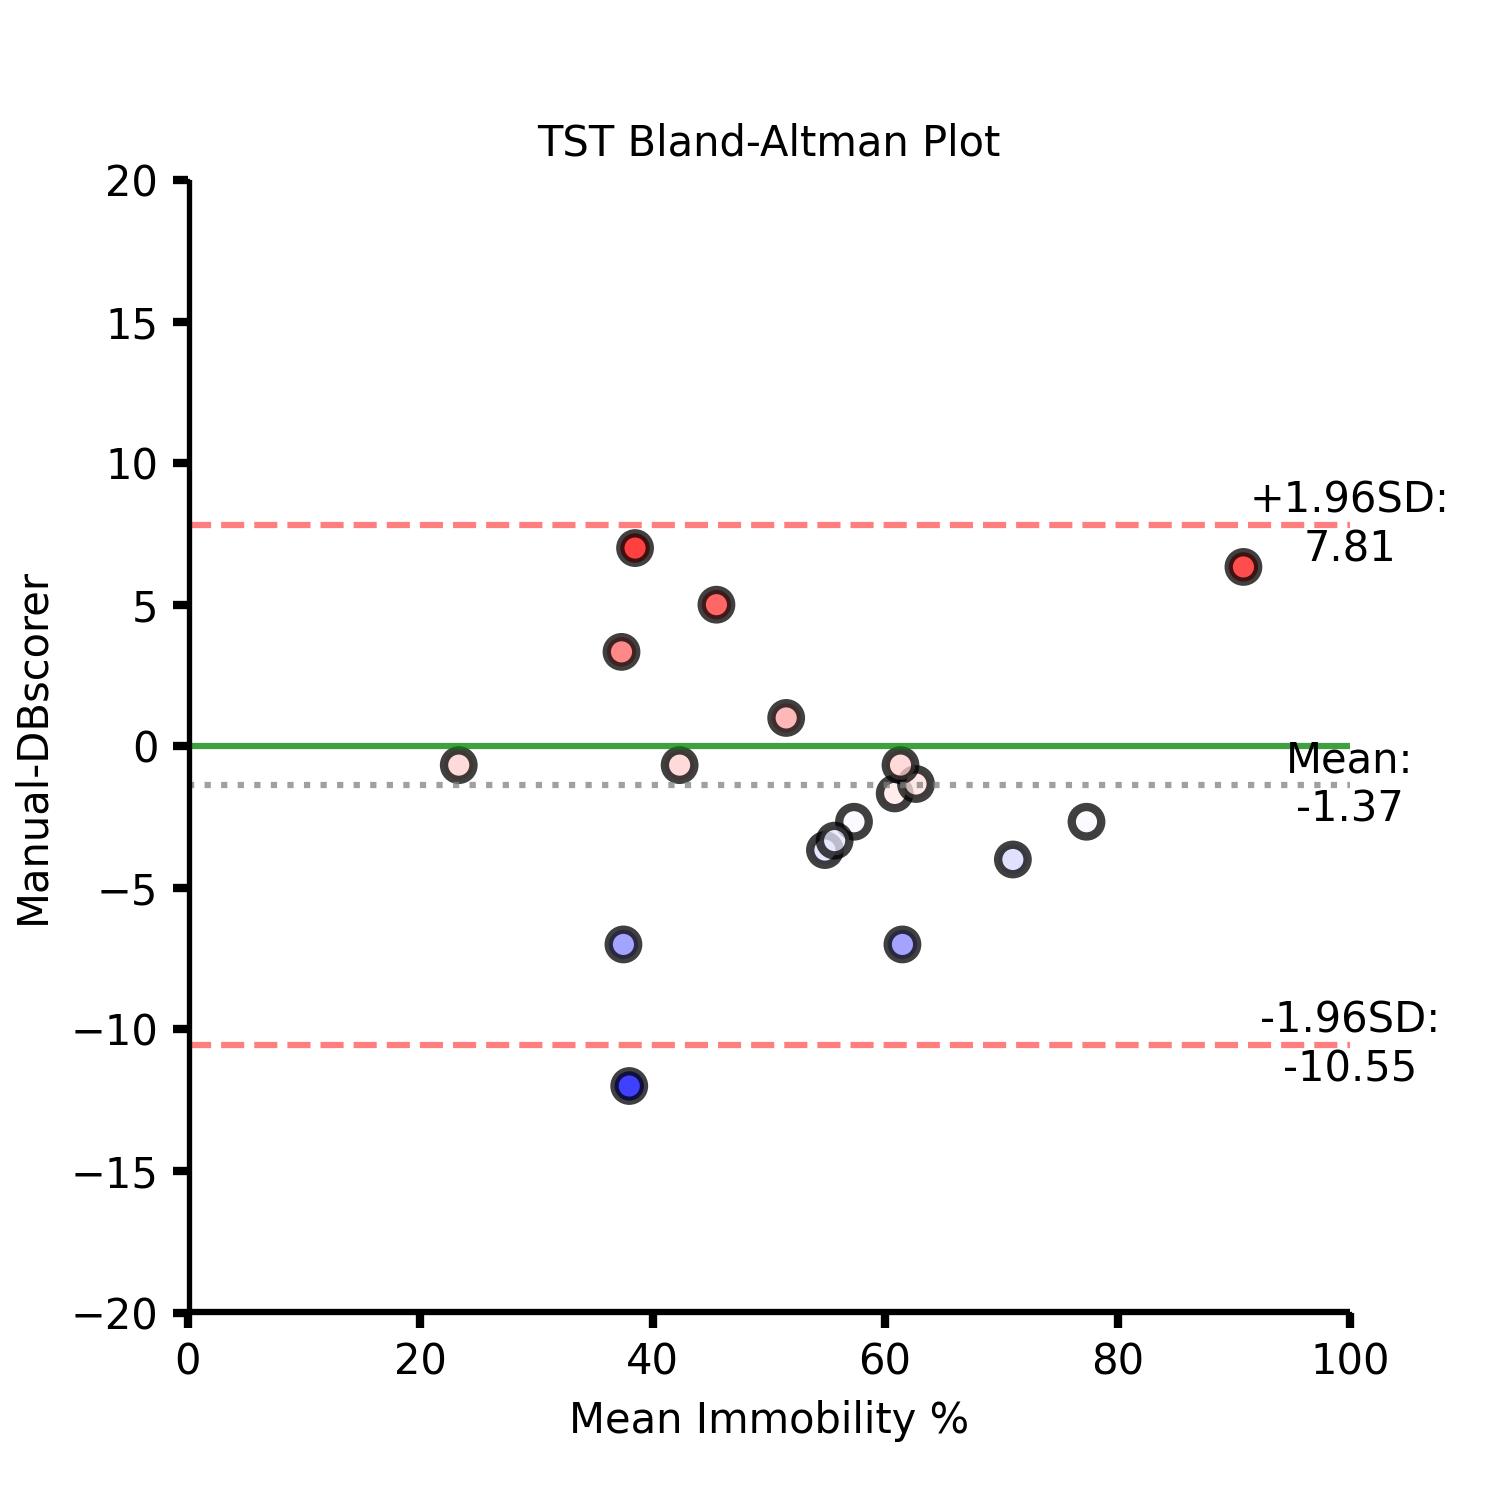 TST Bland-Altman Plot
20
15
10
5
0
−5
−10
−15
−20
Manual-DBscorer
+1.96SD:
7.81
Mean:
-1.37
-1.96SD:
-10.55
0 20 40 60 80 100
Mean Immobility %